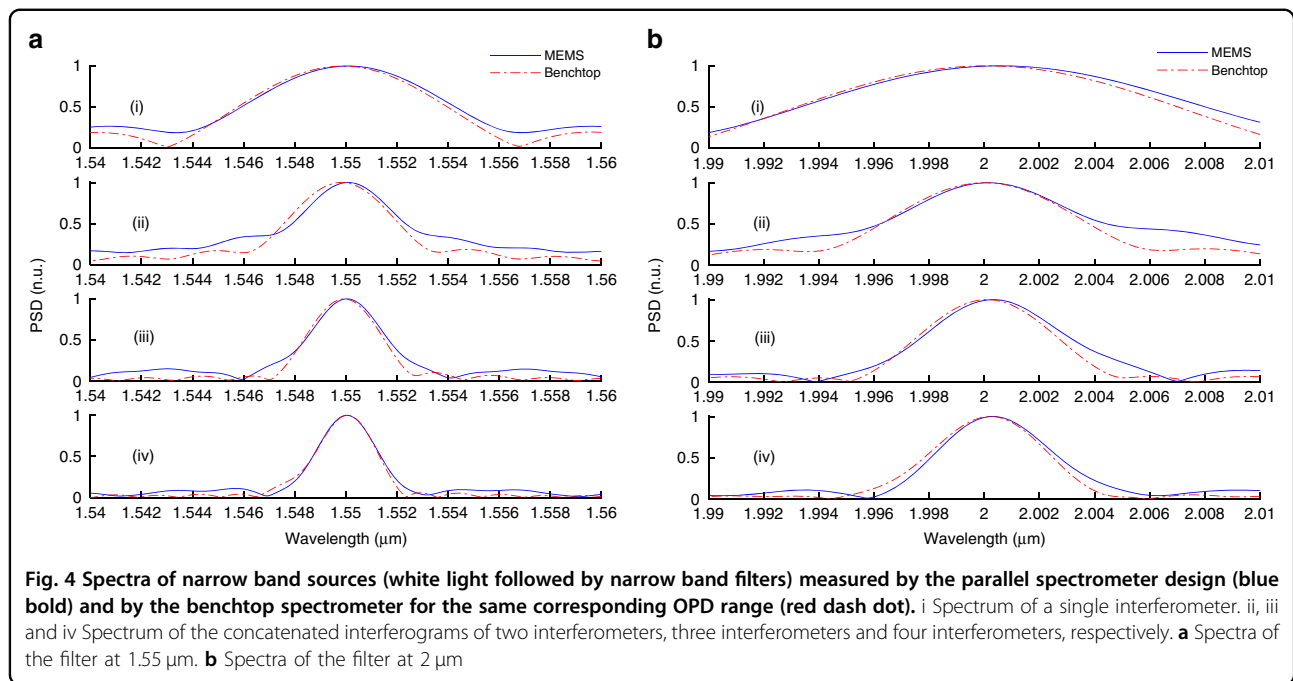 a
MEMS
Benchtop
1
0.5
0
(i)
1.54 1.542 1.544 1.546 1.548 1.55 1.552 1.554 1.556 1.558 1.56
1
0.5
0
(ii)
1.54 1.542 1.544 1.546 1.548 1.55 1.552 1.554 1.556 1.558 1.56
PSD (n.u.)
1
0.5
0
(iii)
1.54 1.542 1.544 1.546 1.548 1.55 1.552 1.554 1.556 1.558 1.56
1
0.5
0
(iv)
1.54 1.542 1.544 1.546 1.548 1.55 1.552 1.554 1.556 1.558 1.56
Wavelength (μm)
b
MEMS
Benchtop
1
0.5
0
(i)
1.99 1.992 1.994 1.996 1.998 2 2.002 2.004 2.006 2.008 2.01
1
0.5
0
(ii)
1.99 1.992 1.994 1.996 1.998 2 2.002 2.004 2.006 2.008 2.01
PSD (n.u.)
1
0.5
0
(iii)
1.99 1.992 1.994 1.996 1.998 2 2.002 2.004 2.006 2.008 2.01
1
0.5
0
(iv)
1.99 1.992 1.994 1.996 1.998 2 2.002 2.004 2.006 2.008 2.01
Wavelength (μm)
Fig. 4 Spectra of narrow band sources (white light followed by narrow band filters) measured by the parallel spectrometer design (blue
bold) and by the benchtop spectrometer for the same corresponding OPD range (red dash dot). i Spectrum of a single interferometer. ii, iii
and iv Spectrum of the concatenated interferograms of two interferometers, three interferometers and four interferometers, respectively. a Spectra of
the filter at 1.55 μm. b Spectra of the filter at 2 μm